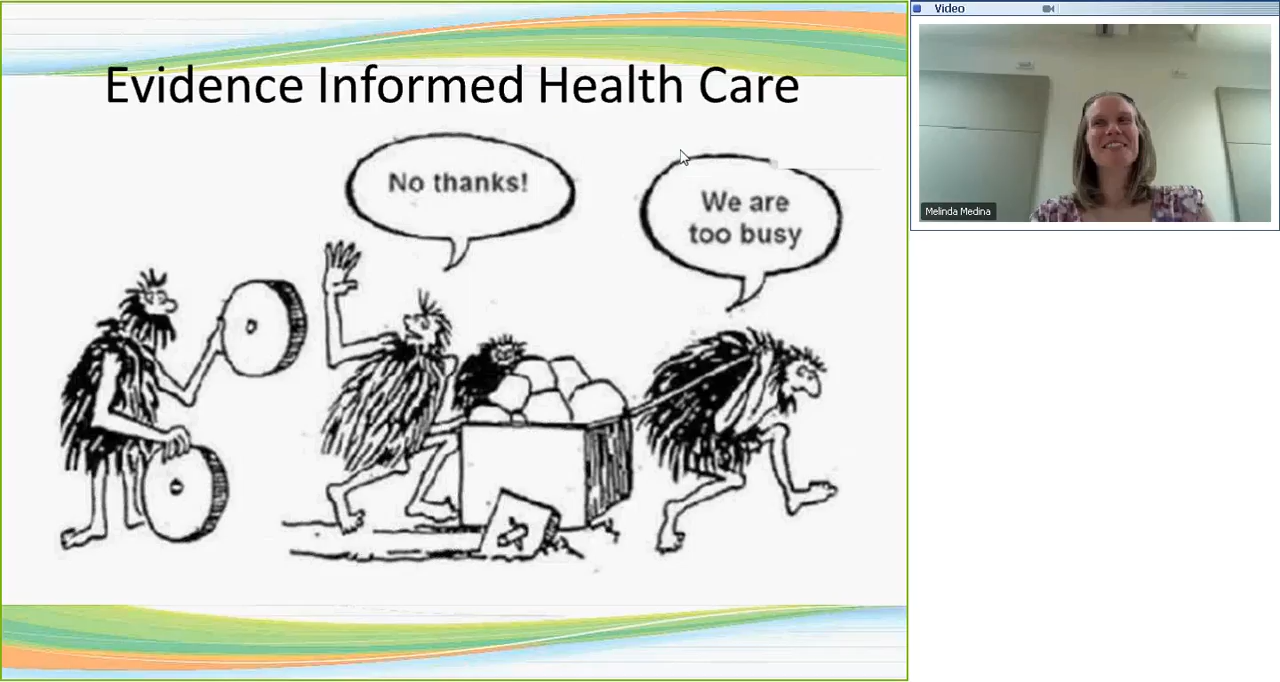 Evidence Informed Health Care
No thanks!
We are
too busy
Video
Melinda Medina